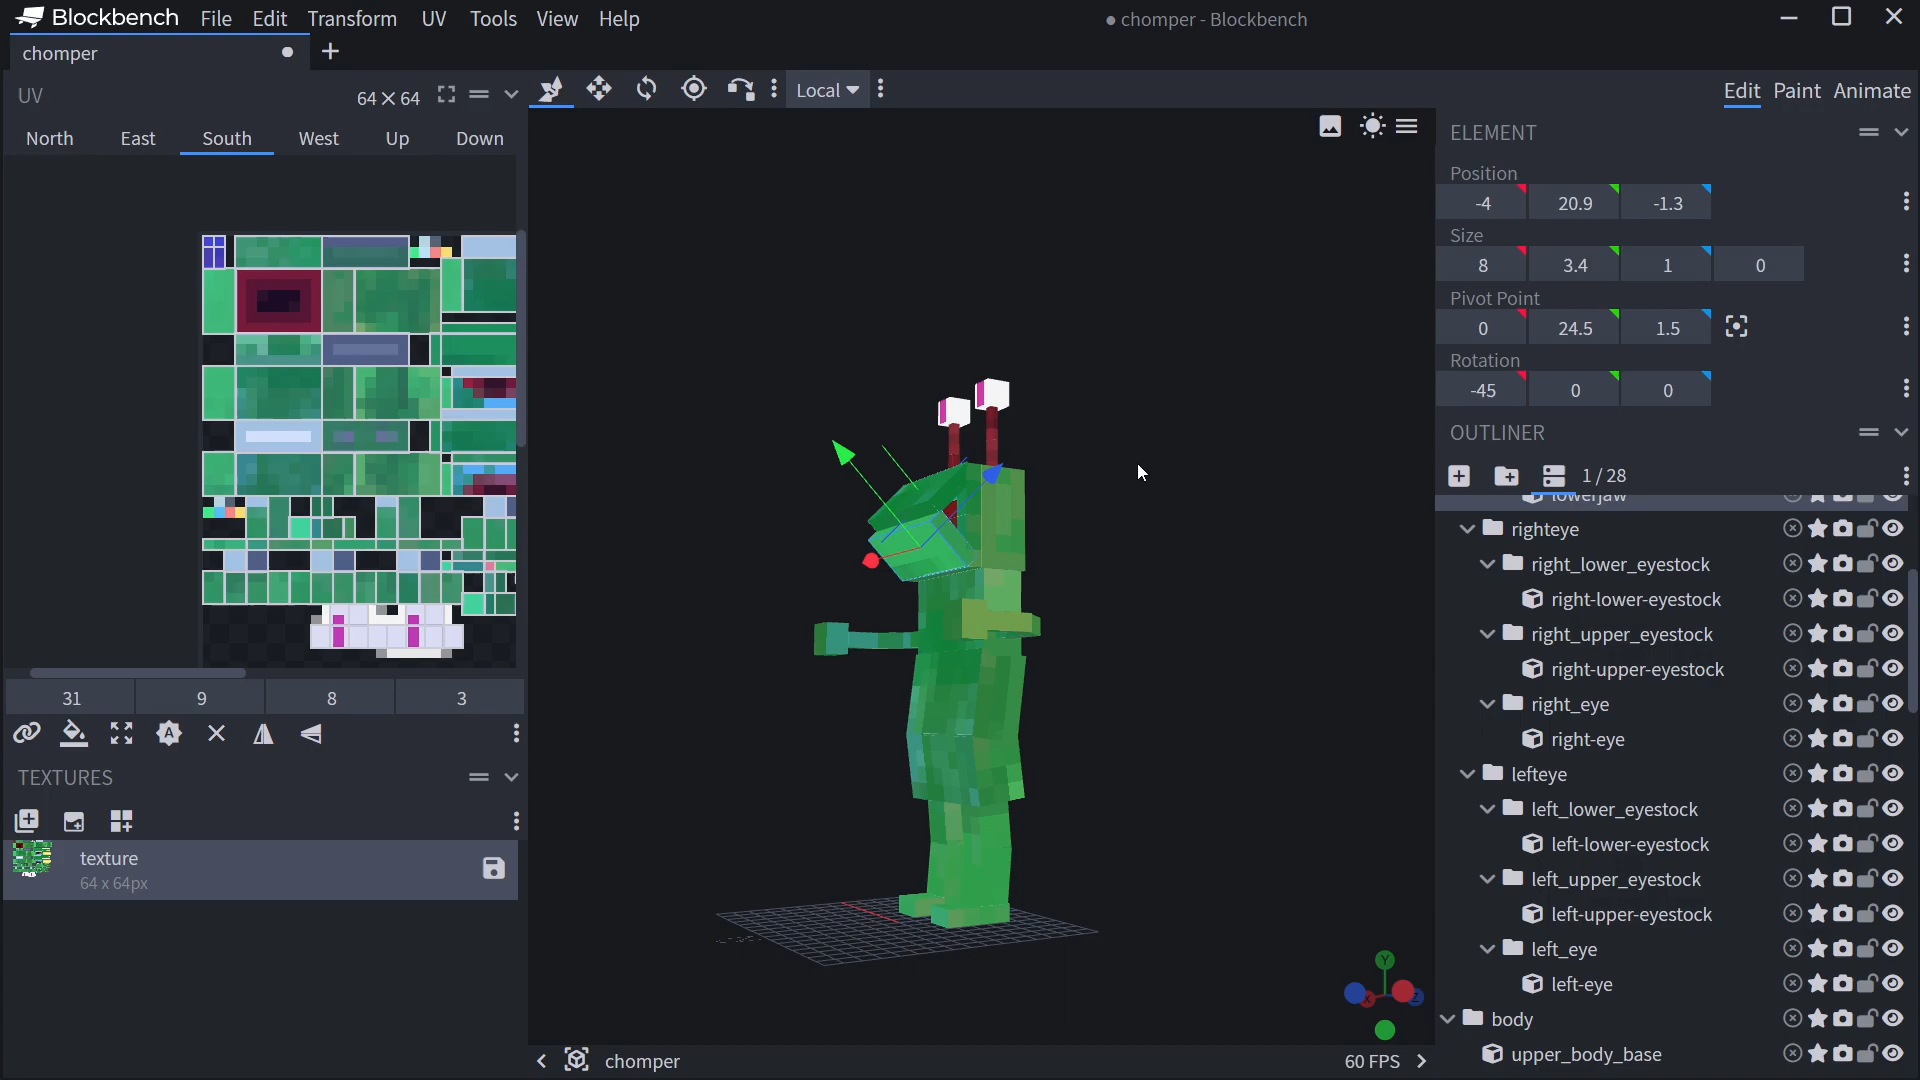 Blockbench File Edit Transform UV Tools View Help ● chomper - Blockbench
chomper
UV 64 × 64 Local Edit Paint Animate
North East South West Up Down
ELEMENT
Position
-4 20.9 -1.3
Size
8 3.4 1 0
Pivot Point
0 24.5 1.5
Rotation
-45 0 0
OUTLINER
1 / 28
lowerjaw
righteye
right_lower_eyestock
right-lower-eyestock
right_upper_eyestock
right-upper-eyestock
right_eye
right-eye
lefteye
left_lower_eyestock
left-lower-eyestock
left_upper_eyestock
left-upper-eyestock
left_eye
left-eye
body
upper_body_base
31 9 8 3
A
TEXTURES
texture
64 x 64px
Y
X Z
chomper 60 FPS